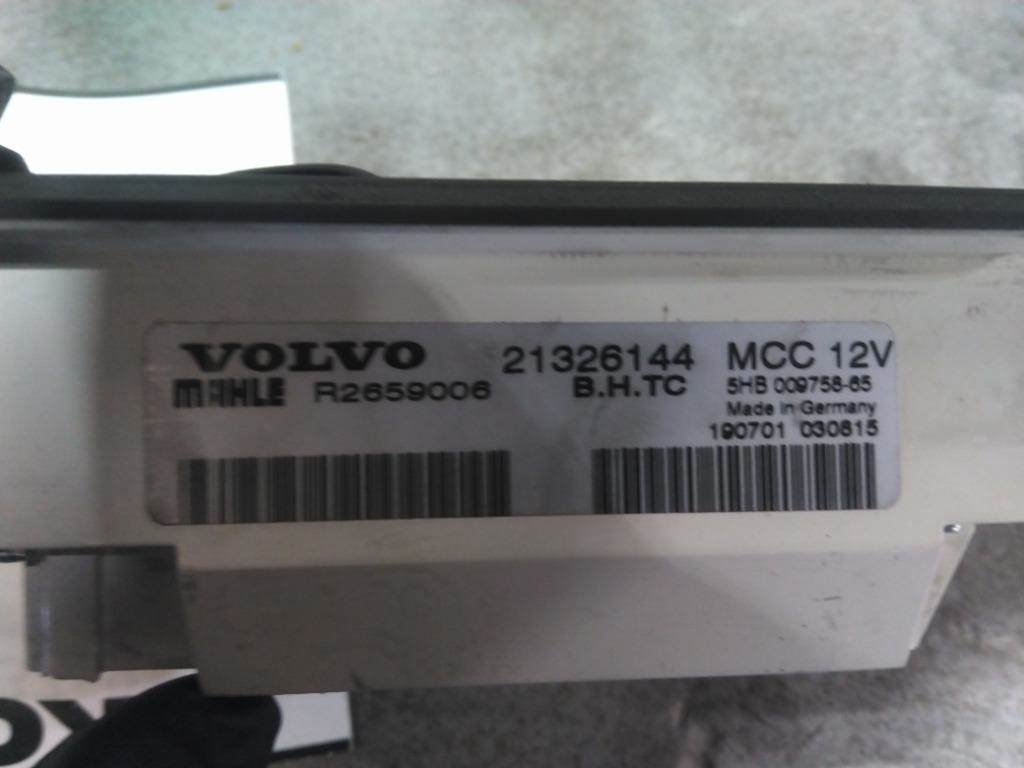 VOLVO 21326144 MCC 12V
MAHLE R2659006 B.H.TC 5HB 009758-65
Made in Germany
190701 030815